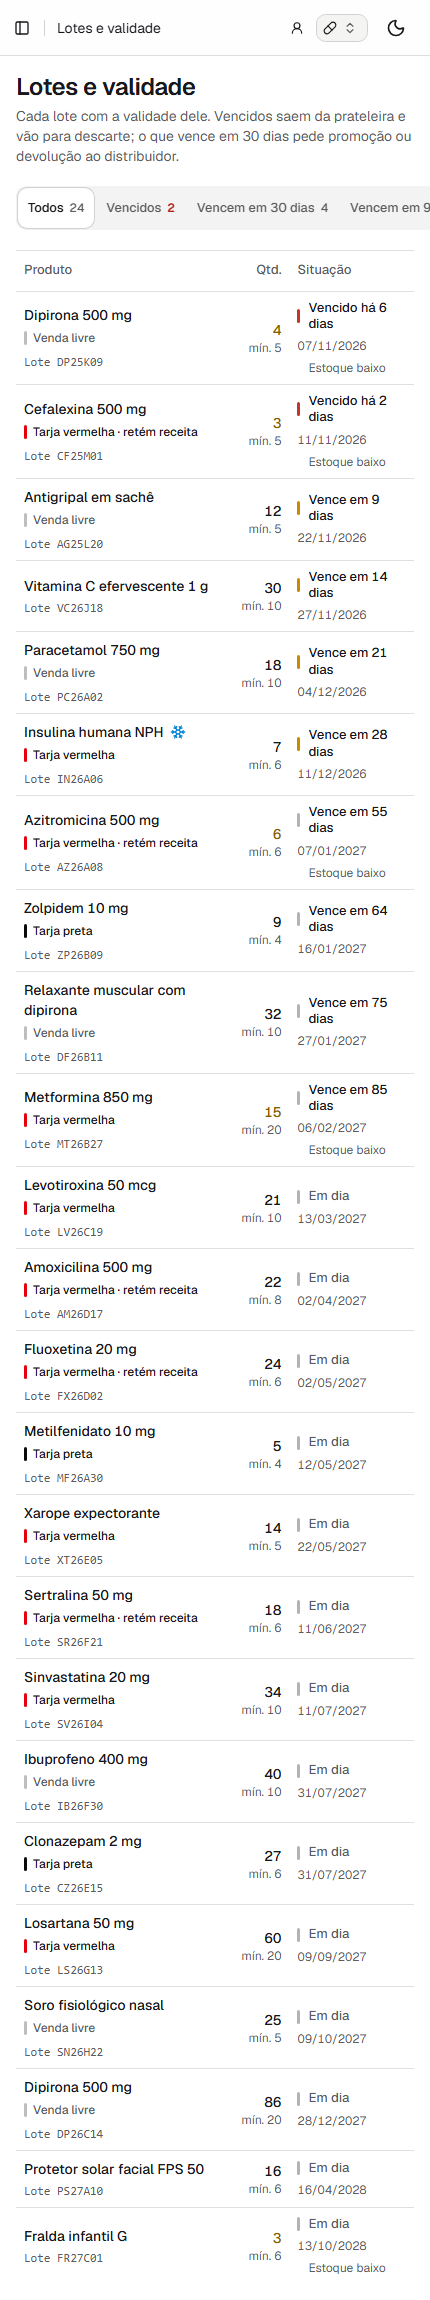 Lotes e validade
Lotes e validade
Cada lote com a validade dele. Vencidos saem da prateleira e
vão para descarte; o que vence em 30 dias pede promoção ou
devolução ao distribuidor.
Todos 24 Vencidos 2 Vencem em 30 dias 4 Vencem em 9
Produto Qtd. Situação
Dipirona 500 mg
Venda livre
Lote DP25K09
4
mín. 5
Vencido há 6
dias
07/11/2026
Estoque baixo
Cefalexina 500 mg
Tarja vermelha · retém receita
Lote CF25M01
3
mín. 5
Vencido há 2
dias
11/11/2026
Estoque baixo
Antigripal em sachê
Venda livre
Lote AG25L20
12
mín. 5
Vence em 9
dias
22/11/2026
Vitamina C efervescente 1 g
Lote VC26J18
30
mín. 10
Vence em 14
dias
27/11/2026
Paracetamol 750 mg
Venda livre
Lote PC26A02
18
mín. 10
Vence em 21
dias
04/12/2026
Insulina humana NPH
Tarja vermelha
Lote IN26A06
7
mín. 6
Vence em 28
dias
11/12/2026
Azitromicina 500 mg
Tarja vermelha · retém receita
Lote AZ26A08
6
mín. 6
Vence em 55
dias
07/01/2027
Estoque baixo
Zolpidem 10 mg
Tarja preta
Lote ZP26B09
9
mín. 4
Vence em 64
dias
16/01/2027
Relaxante muscular com
dipirona
Venda livre
Lote DF26B11
32
mín. 10
Vence em 75
dias
27/01/2027
Metformina 850 mg
Tarja vermelha
Lote MT26B27
15
mín. 20
Vence em 85
dias
06/02/2027
Estoque baixo
Levotiroxina 50 mcg
Tarja vermelha
Lote LV26C19
21
mín. 10
Em dia
13/03/2027
Amoxicilina 500 mg
Tarja vermelha · retém receita
Lote AM26D17
22
mín. 8
Em dia
02/04/2027
Fluoxetina 20 mg
Tarja vermelha · retém receita
Lote FX26D02
24
mín. 6
Em dia
02/05/2027
Metilfenidato 10 mg
Tarja preta
Lote MF26A30
5
mín. 4
Em dia
12/05/2027
Xarope expectorante
Tarja vermelha
Lote XT26E05
14
mín. 5
Em dia
22/05/2027
Sertralina 50 mg
Tarja vermelha · retém receita
Lote SR26F21
18
mín. 6
Em dia
11/06/2027
Sinvastatina 20 mg
Tarja vermelha
Lote SV26I04
34
mín. 10
Em dia
11/07/2027
Ibuprofeno 400 mg
Venda livre
Lote IB26F30
40
mín. 10
Em dia
31/07/2027
Clonazepam 2 mg
Tarja preta
Lote CZ26E15
27
mín. 6
Em dia
31/07/2027
Losartana 50 mg
Tarja vermelha
Lote LS26G13
60
mín. 20
Em dia
09/09/2027
Soro fisiológico nasal
Venda livre
Lote SN26H22
25
mín. 5
Em dia
09/10/2027
Dipirona 500 mg
Venda livre
Lote DP26C14
86
mín. 20
Em dia
28/12/2027
Protetor solar facial FPS 50
Lote PS27A10
16
mín. 6
Em dia
16/04/2028
Fralda infantil G
Lote FR27C01
3
mín. 6
Em dia
13/10/2028
Estoque baixo